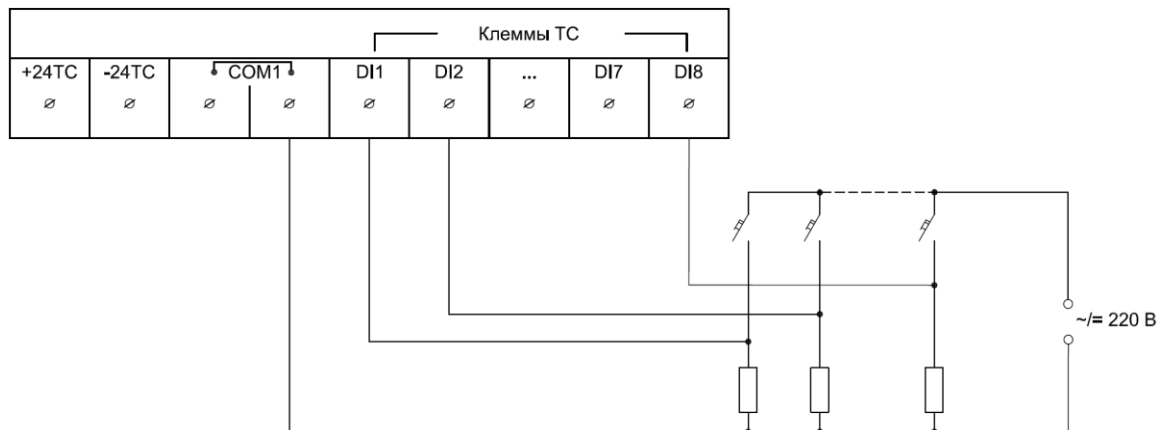 Клеммы ТС
+24ТС -24ТС COM1 DI1 DI2 ... DI7 DI8
~/= 220 В